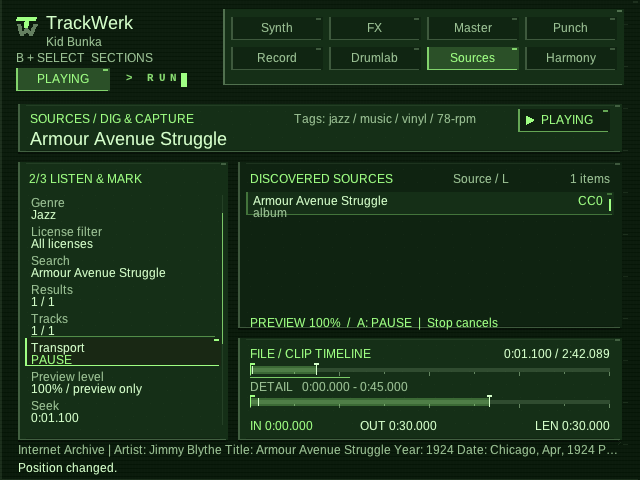 TrackWerk
Kid Bunka
B + SELECT SECTIONS
PLAYING
> RUN
Synth
FX
Master
Punch
Record
Drumlab
Sources
Harmony
SOURCES / DIG & CAPTURE
Armour Avenue Struggle
Tags: jazz / music / vinyl / 78-rpm
PLAYING
2/3 LISTEN & MARK
Genre
Jazz
License filter
All licenses
Search
Armour Avenue Struggle
Results
1 / 1
Tracks
1 / 1
Transport
PAUSE
Preview level
100% / preview only
Seek
0:01.100
DISCOVERED SOURCES Source / L 1 items
Armour Avenue Struggle CC0
album
PREVIEW 100% / A: PAUSE | Stop cancels
FILE / CLIP TIMELINE 0:01.100 / 2:42.089
DETAIL 0:00.000 - 0:45.000
IN 0:00.000 OUT 0:30.000 LEN 0:30.000
Internet Archive | Artist: Jimmy Blythe Title: Armour Avenue Struggle Year: 1924 Date: Chicago, Apr, 1924 P…
Position changed.